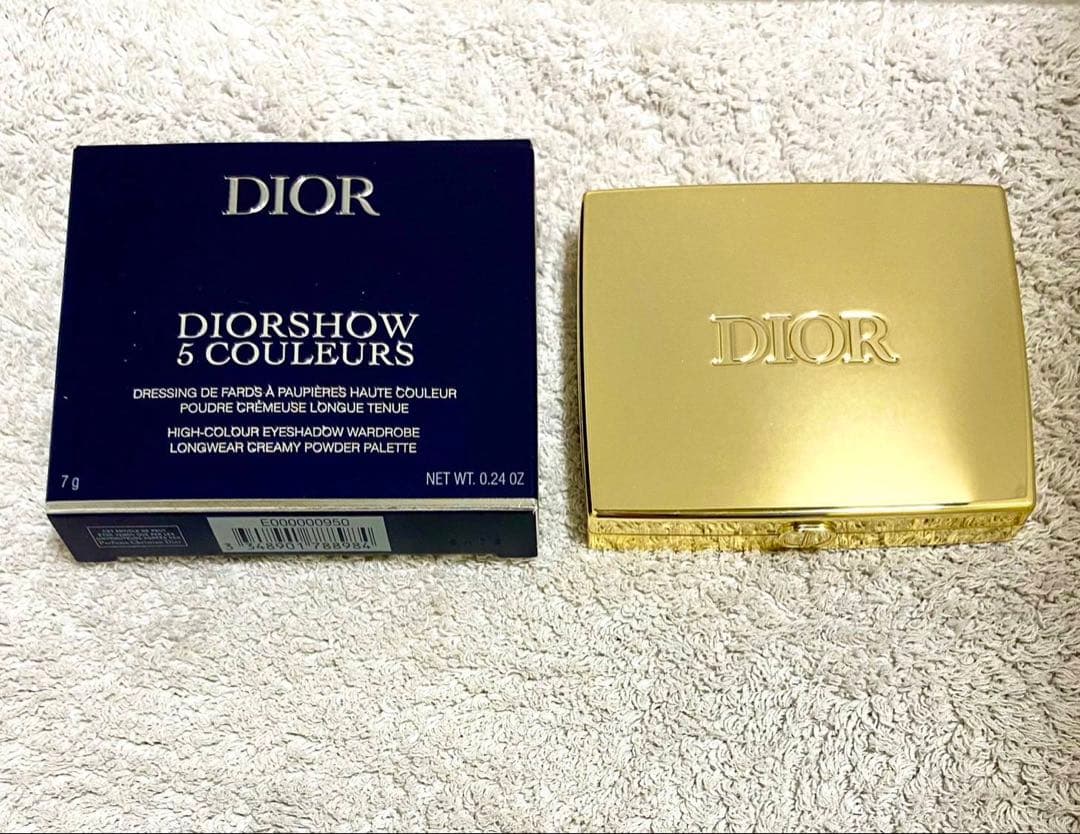 DIOR
DIORSHOW
5 COULEURS
DRESSING DE FARDS À PAUPIÈRES HAUTE COULEUR
POUDRE CRÉMEUSE LONGUE TENUE
HIGH-COLOUR EYESHADOW WARDROBE
LONGWEAR CREAMY POWDER PALETTE
7 g
NET WT. 0.24 OZ
E000000950
DIOR